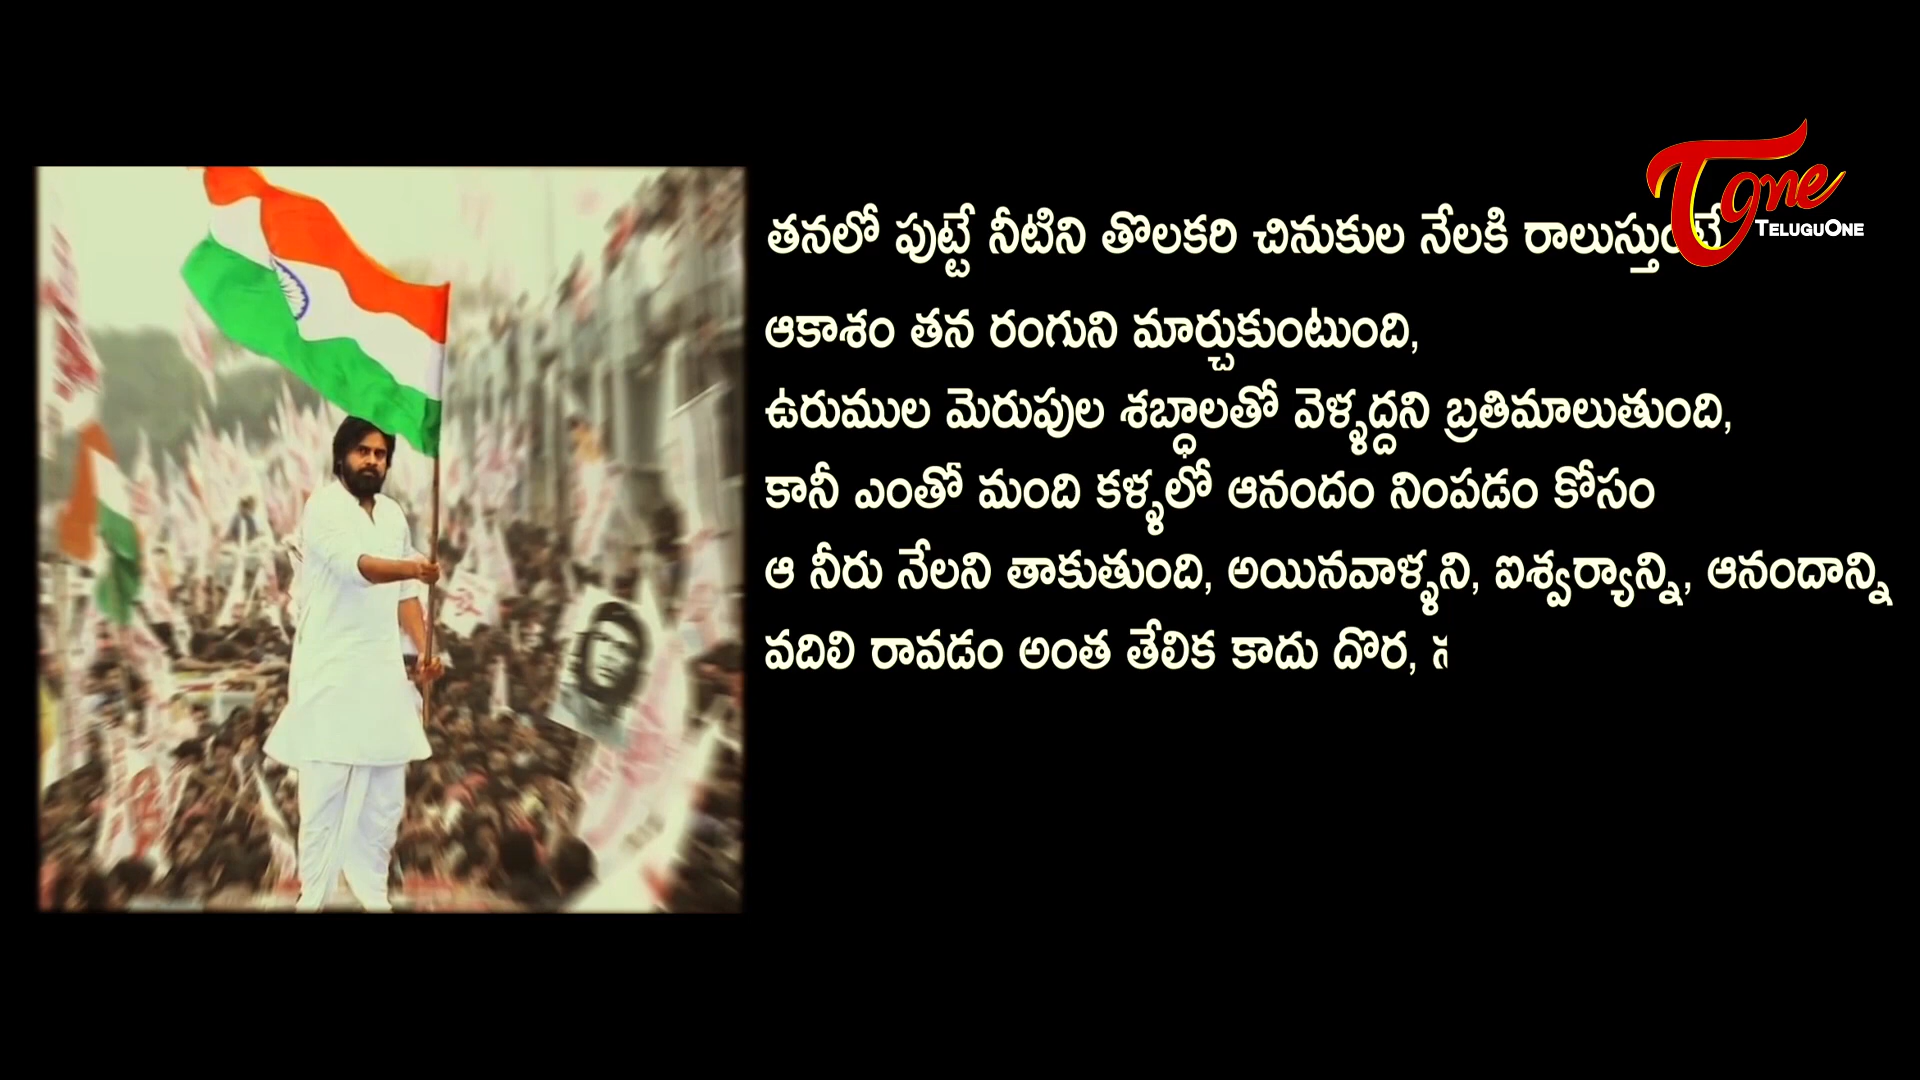 తనలో పుట్టే నీటిని తొలకరి చినుకుల నేలకి రాలుస్తుంటే
Tone
TELUGUONE
ఆకాశం తన రంగుని మార్చుకుంటుంది,
ఉరుముల మెరుపుల శబ్ధాలతో వెళ్ళద్దని బ్రతిమాలుతుంది,
కానీ ఎంతో మంది కళ్ళలో ఆనందం నింపడం కోసం
ఆ నీరు నేలని తాకుతుంది, అయినవాళ్ళని, ఐశ్వర్యాన్ని, ఆనందాన్ని
వదిలి రావడం అంత తేలిక కాదు దొర,